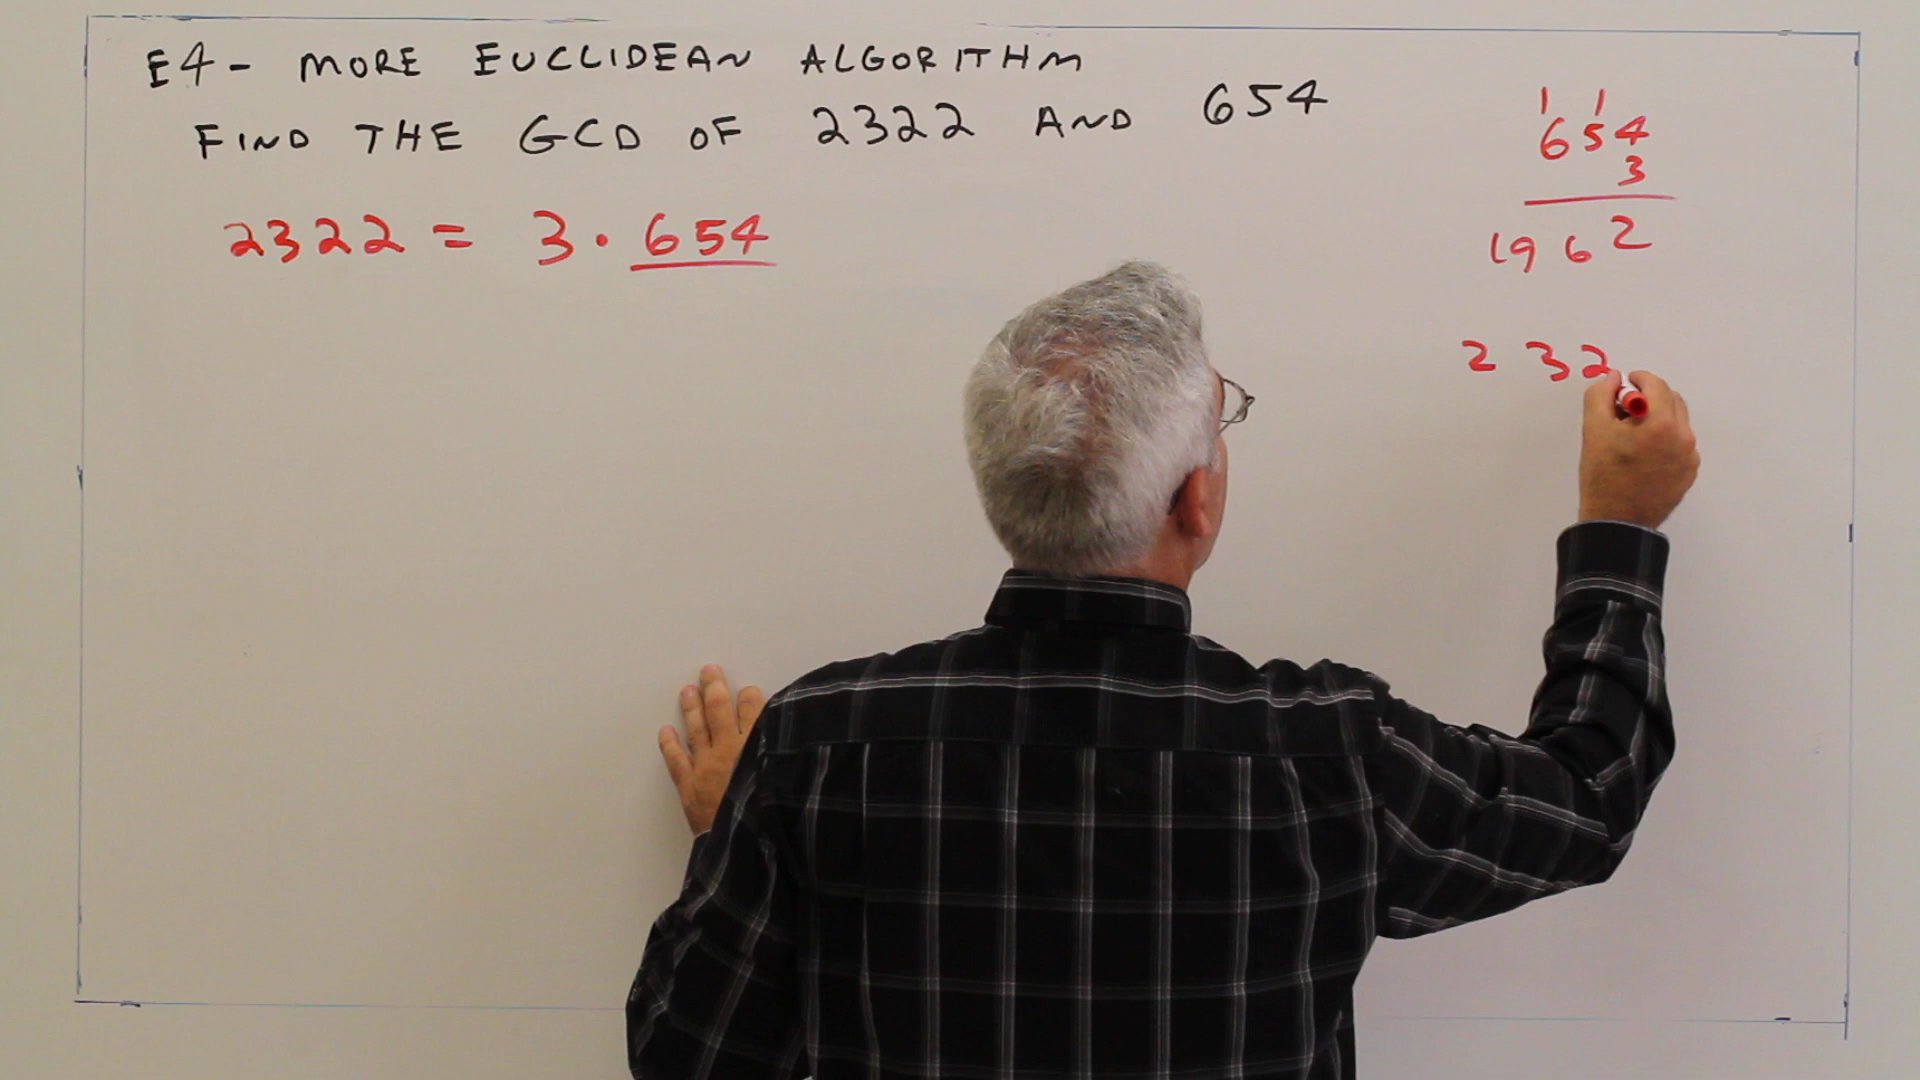 E4- MORE EUCLIDEAN ALGORITHM
FIND THE GCD OF 2322 AND 654
2322 = 3 · 654
1 1
654
3
1962
232